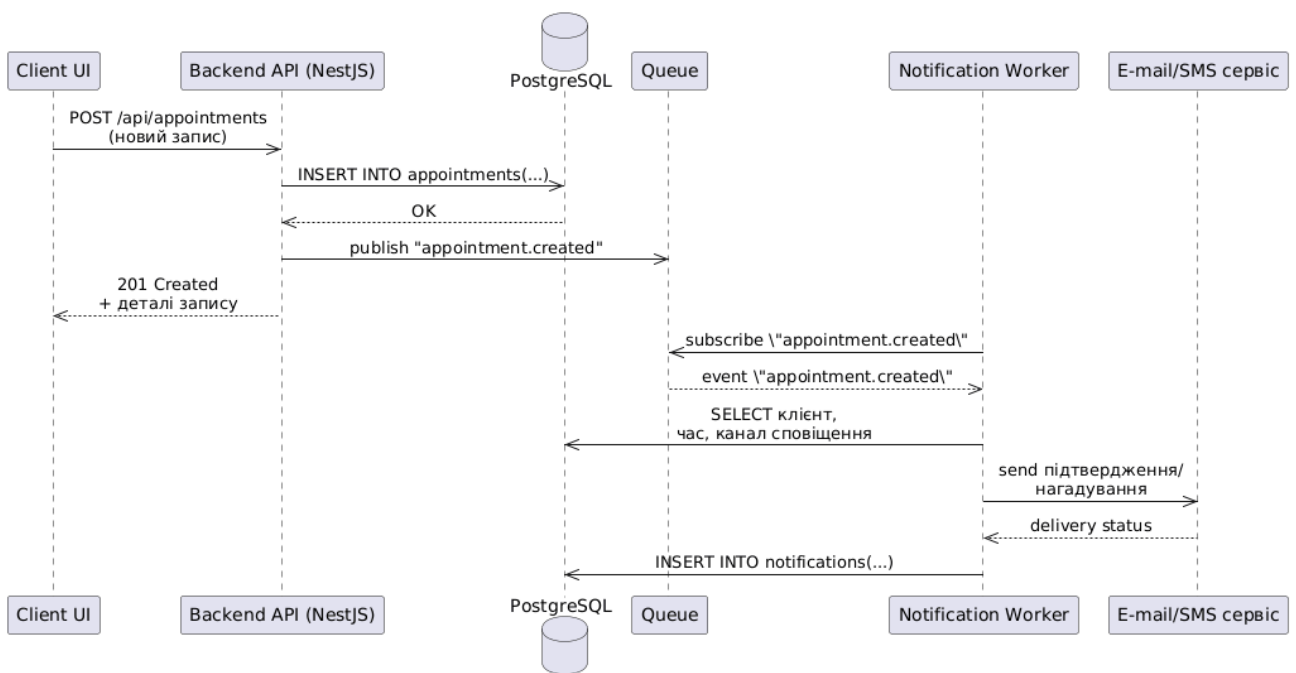 Client UI
Backend API (NestJS)
PostgreSQL
Queue
Notification Worker
E-mail/SMS сервіс
POST /api/appointments
(новий запис)
INSERT INTO appointments(...)
OK
publish "appointment.created"
201 Created
+ деталі запису
subscribe \"appointment.created\"
event \"appointment.created\"
SELECT клієнт,
час, канал сповіщення
send підтвердження/
нагадування
delivery status
INSERT INTO notifications(...)
Client UI
Backend API (NestJS)
PostgreSQL
Queue
Notification Worker
E-mail/SMS сервіс